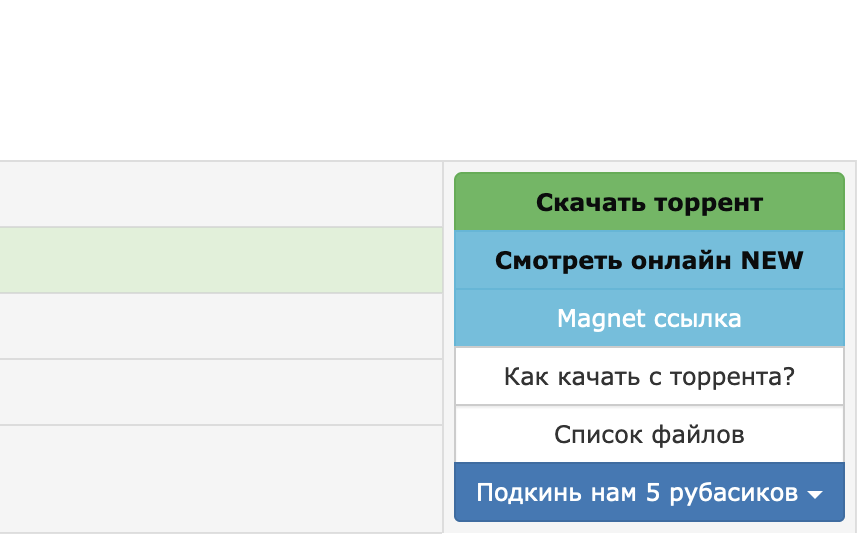 Скачать торрент
Смотреть онлайн NEW
Magnet ссылка
Как качать с торрента?
Список файлов
Подкинь нам 5 рубасиков